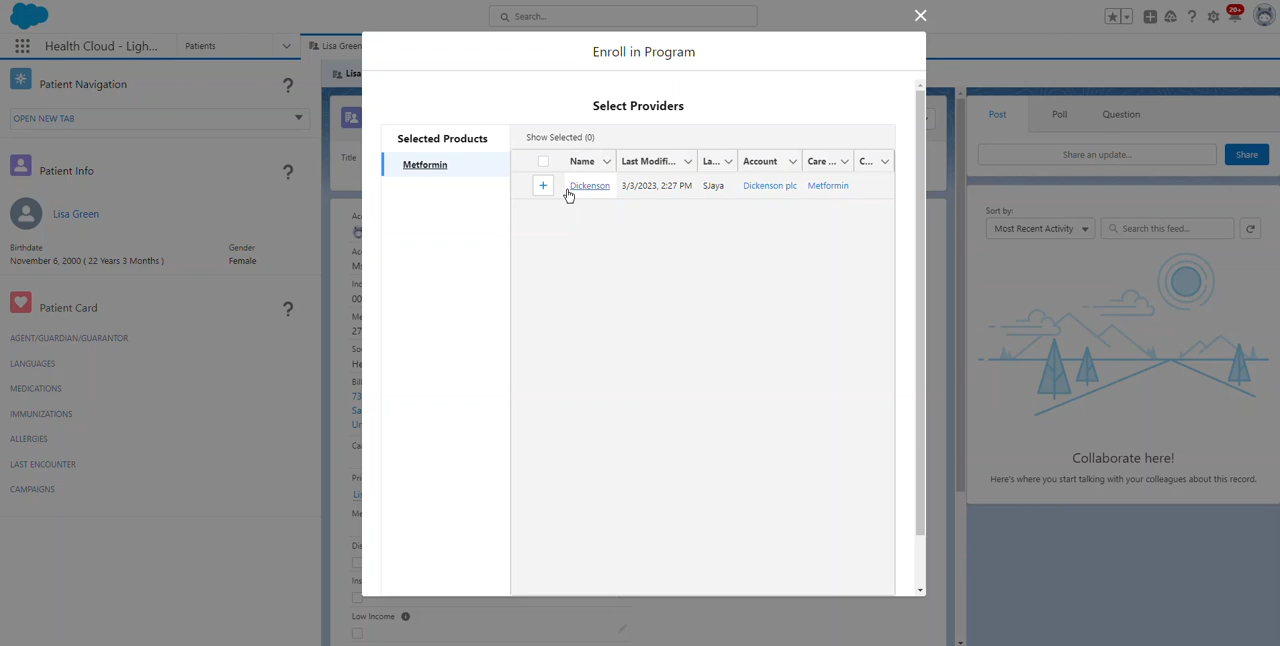 Search...
20+
Health Cloud - Ligh...
Patients
Lisa Green
Enroll in Program
Patient Navigation
OPEN NEW TAB
Patient Info
Lisa Green
Birthdate
November 6, 2000 ( 22 Years 3 Months )
Gender
Female
Patient Card
AGENT/GUARDIAN/GUARANTOR
LANGUAGES
MEDICATIONS
IMMUNIZATIONS
ALLERGIES
LAST ENCOUNTER
CAMPAIGNS
Lisa
Title
Low Income
Select Providers
Selected Products
Metformin
Show Selected (0)
Name
Last Modifi...
La...
Account
Care ...
C...
Dickenson
3/3/2023, 2:27 PM
SJaya
Dickenson plc
Metformin
Post
Poll
Question
Share an update...
Share
Sort by:
Most Recent Activity
Search this feed...
Collaborate here!
Here's where you start talking with your colleagues about this record.